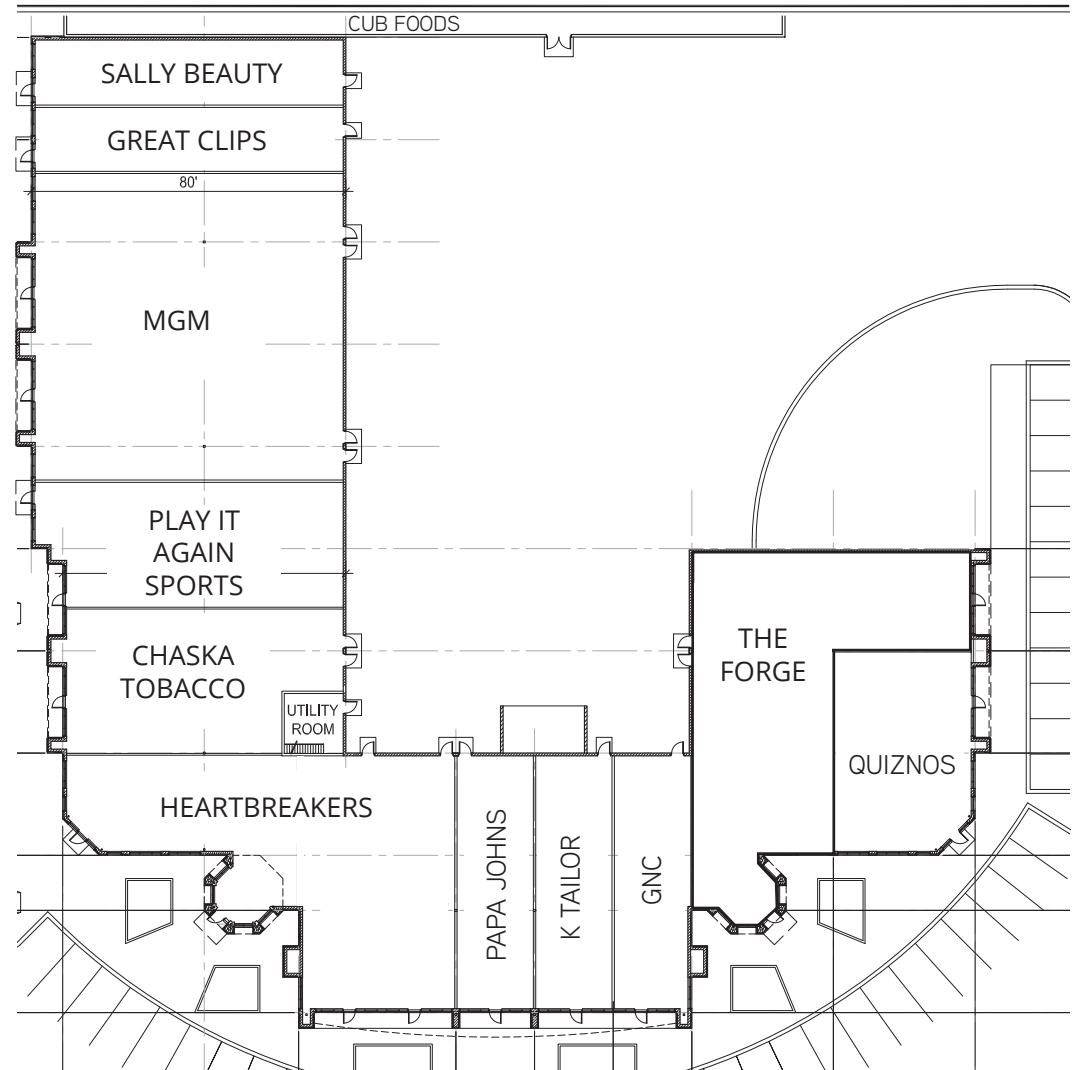 CUB FOODS
SALLY BEAUTY
GREAT CLIPS
80'
MGM
PLAY IT
AGAIN
SPORTS
CHASKA
TOBACCO
UTILITY
ROOM
THE
FORGE
QUIZNOS
HEARTBREAKERS
PAPA JOHNS
K TAILOR
GNC